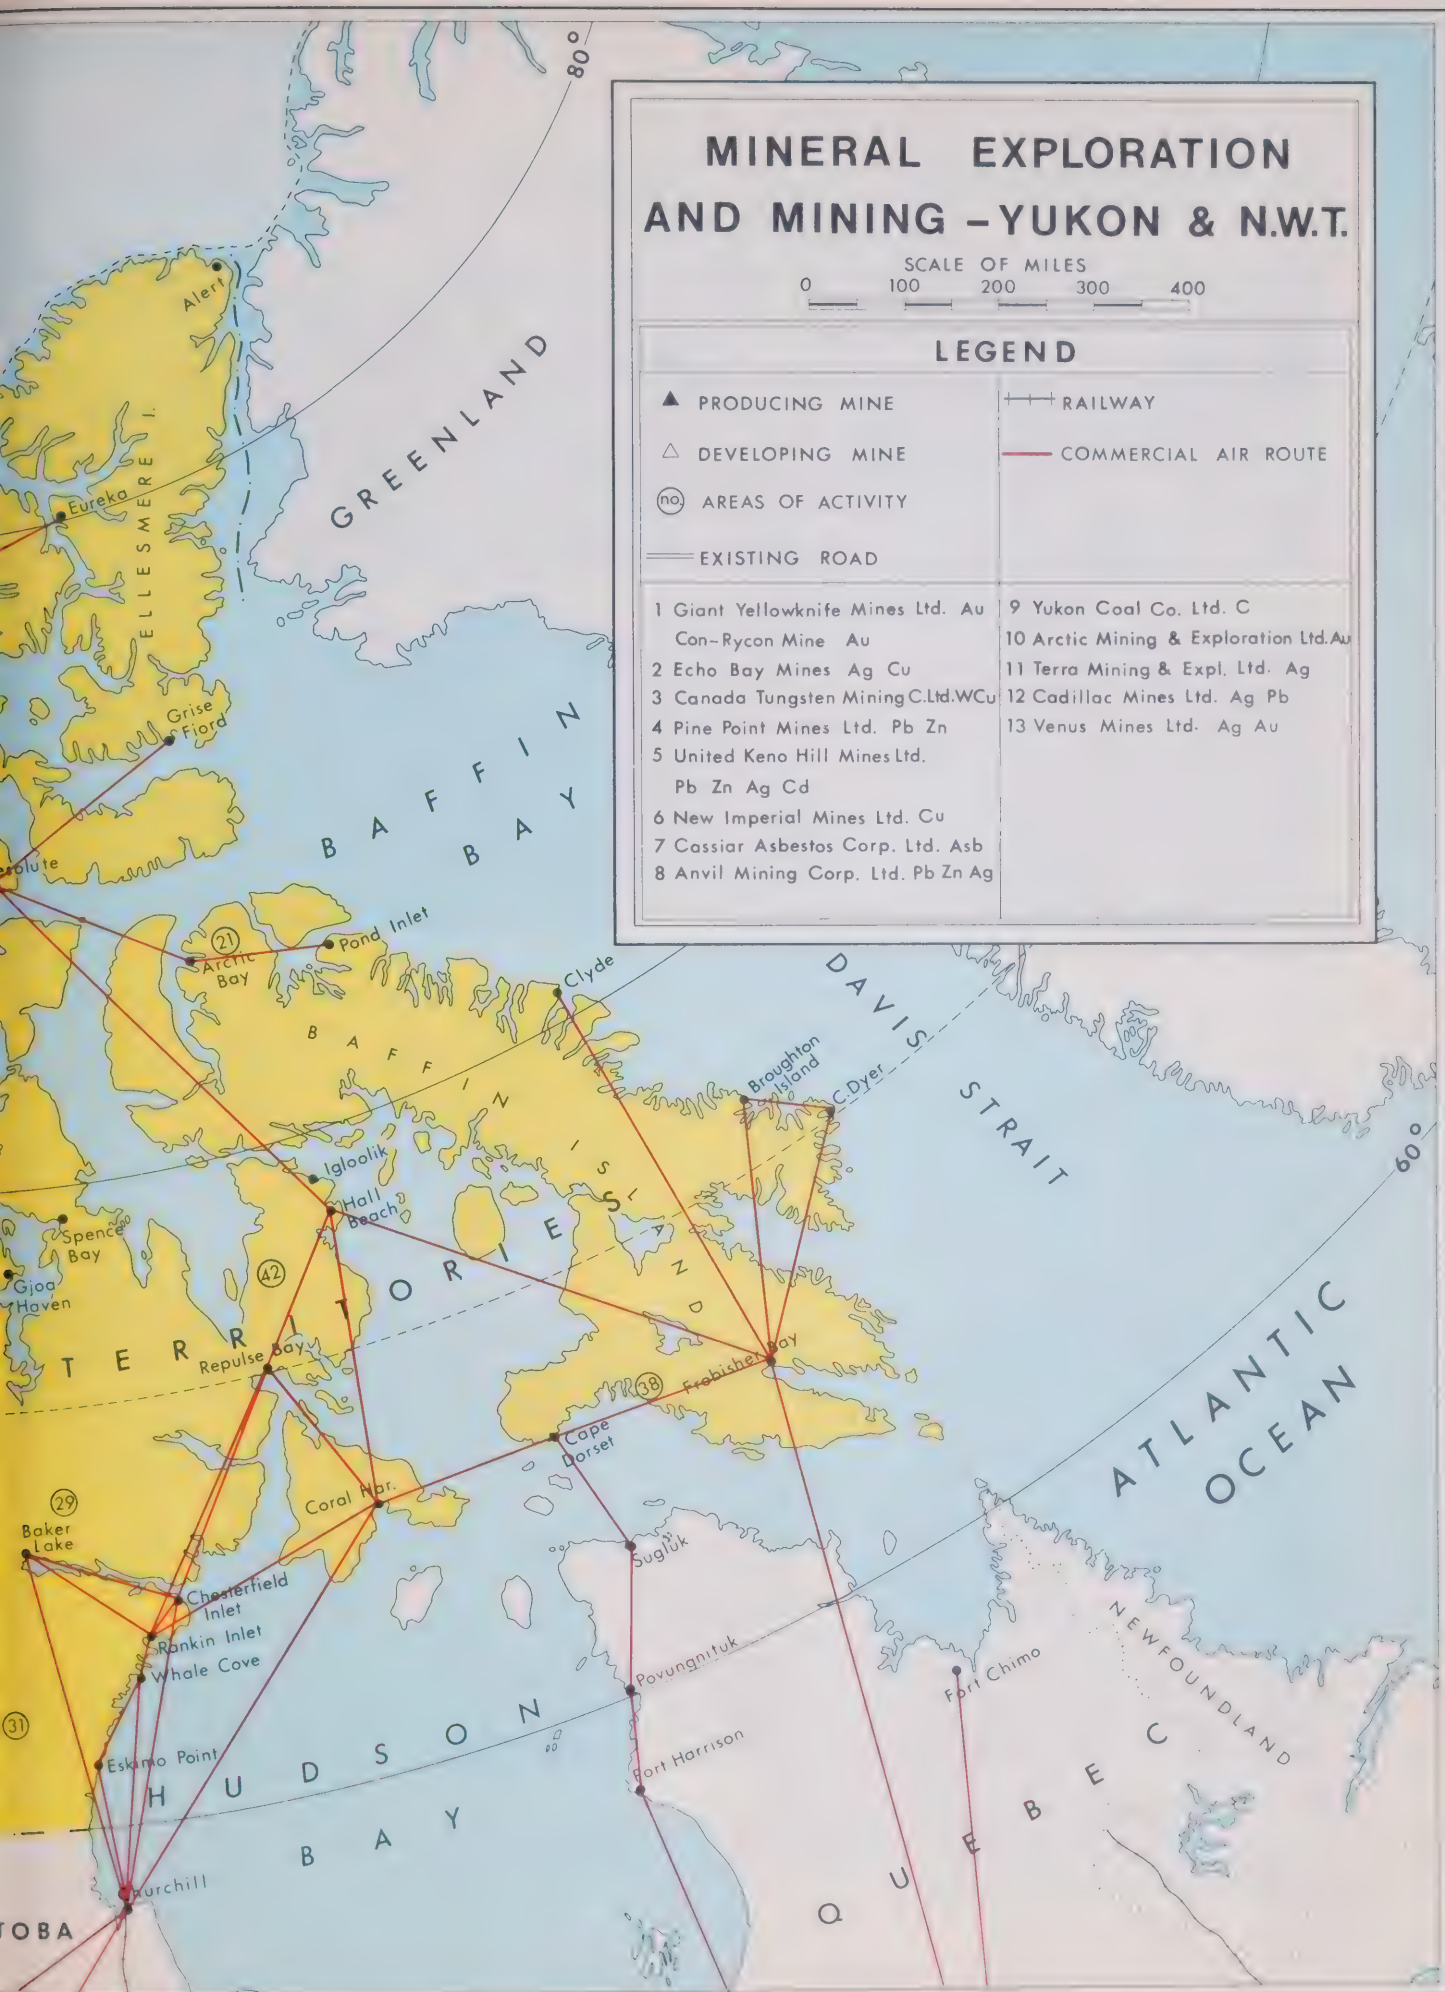 MINERAL EXPLORATION
AND MINING – YUKON & N.W.T.
SCALE OF MILES
0 100 200 300 400
LEGEND
PRODUCING MINE
DEVELOPING MINE
no. AREAS OF ACTIVITY
EXISTING ROAD
RAILWAY
COMMERCIAL AIR ROUTE
1 Giant Yellowknife Mines Ltd. Au
Con-Rycon Mine Au
2 Echo Bay Mines Ag Cu
3 Canada Tungsten Mining C.Ltd. WCu
4 Pine Point Mines Ltd. Pb Zn
5 United Keno Hill Mines Ltd.
Pb Zn Ag Cd
6 New Imperial Mines Ltd. Cu
7 Cassiar Asbestos Corp. Ltd. Asb
8 Anvil Mining Corp. Ltd. Pb Zn Ag
9 Yukon Coal Co. Ltd. C
10 Arctic Mining & Exploration Ltd. Au
11 Terra Mining & Expl. Ltd. Ag
12 Cadillac Mines Ltd. Ag Pb
13 Venus Mines Ltd. Ag Au
80°
Alert
GREENLAND
ELLESMERE I.
Eureka
Grise
Fiord
BAFFIN
BAY
esolute
21
Arctic
Bay
Pond Inlet
Clyde
DAVIS
STRAIT
BAFFIN
ISLAND
Broughton
Island
C. Dyer
60°
Igloolik
Hall
Beach
Spence
Bay
Gjoa
Haven
42
TERRITORIES
Repulse Bay
38
Frobisher Bay
Cape
Dorset
Coral Har.
ATLANTIC
OCEAN
29
Baker
Lake
Sugluk
Chesterfield
Inlet
Rankin Inlet
Whale Cove
Povungnituk
Fort Chimo
NEWFOUNDLAND
31
Eskimo Point
HUDSON
BAY
Port Harrison
QUEBEC
Churchill
TOBA